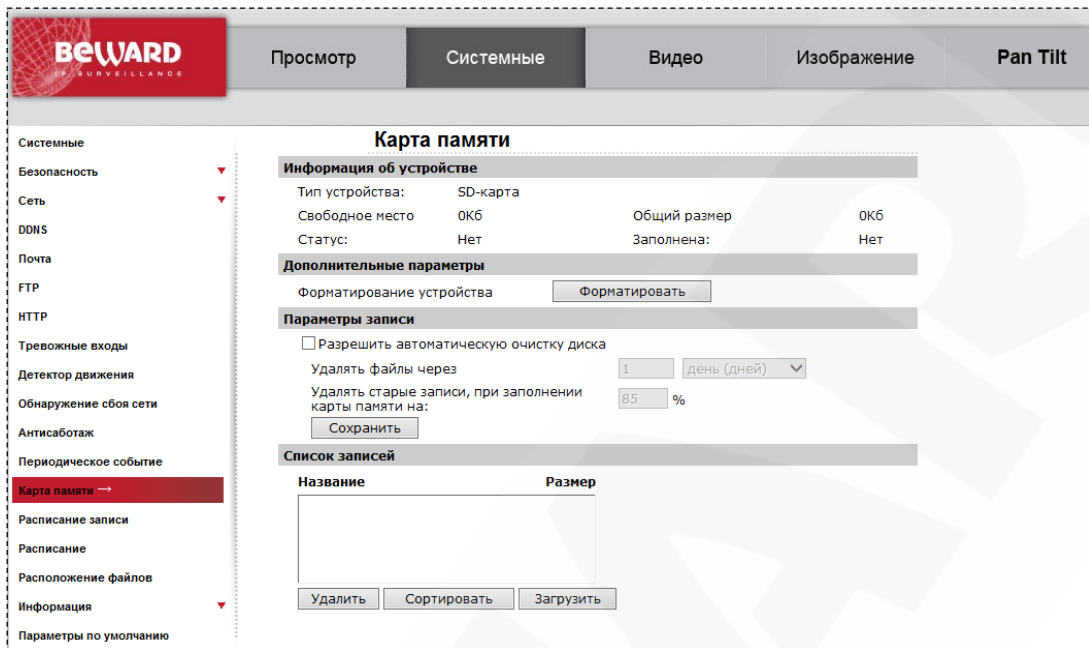 BEWARD
IP SURVEILLANCE
Просмотр
Системные
Видео
Изображение
Pan Tilt
Системные
Безопасность
Сеть
DDNS
Почта
FTP
HTTP
Тревожные входы
Детектор движения
Обнаружение сбоя сети
Антисаботаж
Периодическое событие
Карта памяти →
Расписание записи
Расписание
Расположение файлов
Информация
Параметры по умолчанию
Карта памяти
Информация об устройстве
Тип устройства: SD-карта
Свободное место 0Кб Общий размер 0Кб
Статус: Нет Заполнена: Нет
Дополнительные параметры
Форматирование устройства Форматировать
Параметры записи
Разрешить автоматическую очистку диска
Удалять файлы через 1 день (дней)
Удалять старые записи, при заполнении
карты памяти на: 85 %
Сохранить
Список записей
Название Размер
Удалить Сортировать Загрузить